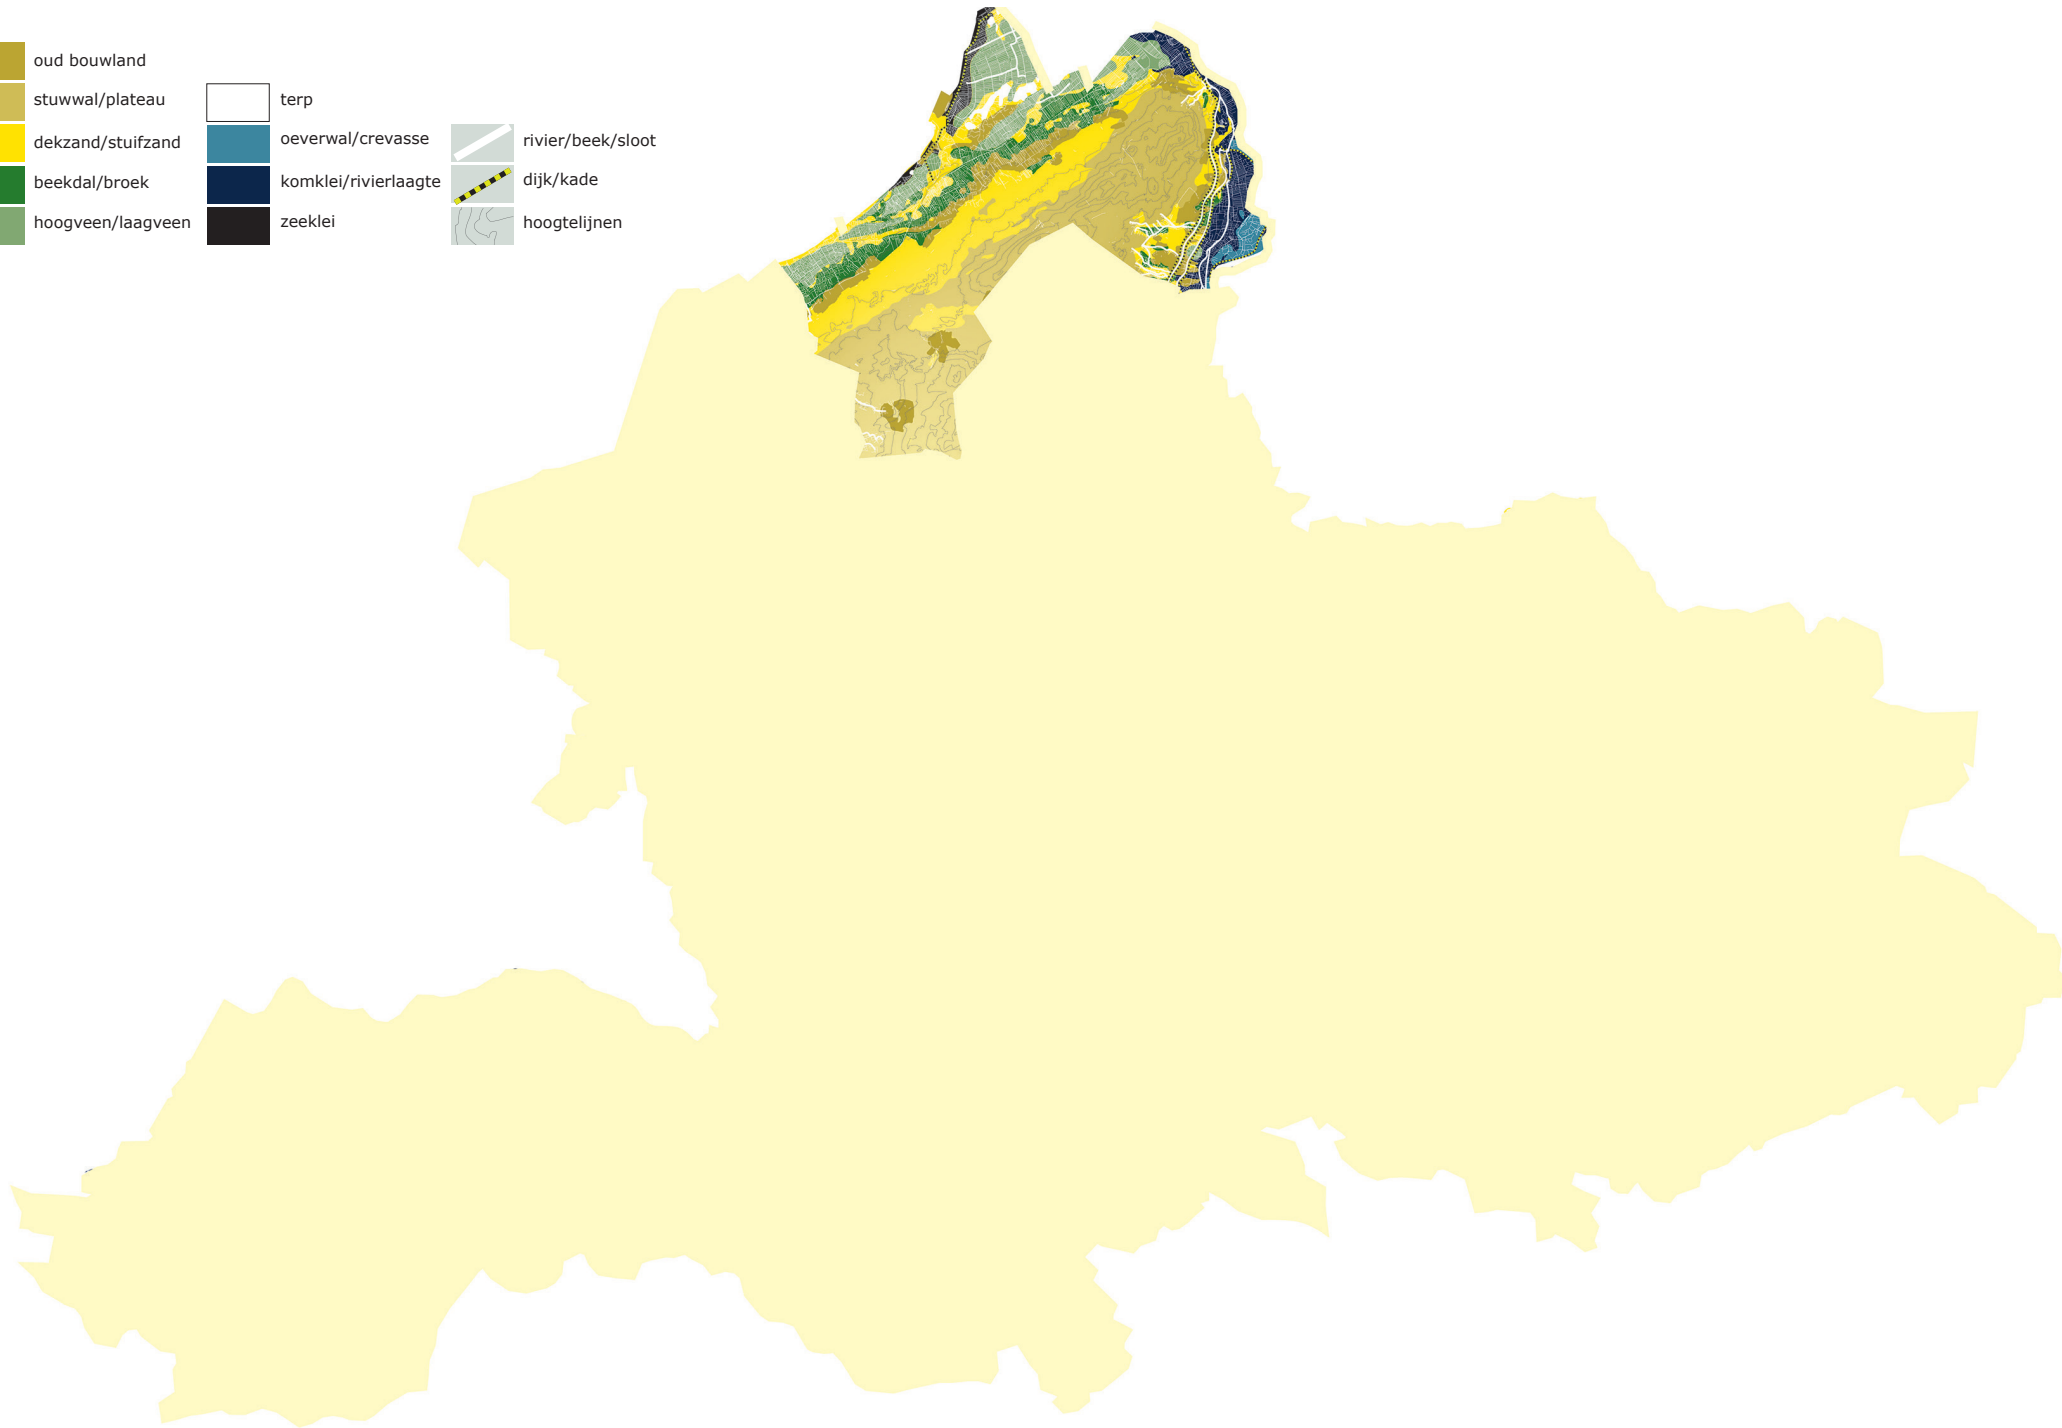 oud bouwland
stuwwal/plateau
dekzand/stuifzand
beekdal/broek
hoogveen/laagveen
terp
oeverwal/crevasse
komklei/rivierlaagte
zeeklei
rivier/beek/sloot
dijk/kade
hoogtelijnen